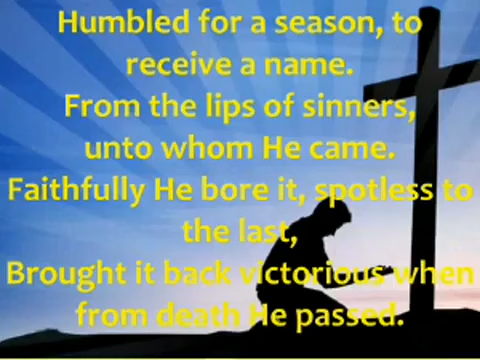 Humbled for a season, to
receive a name.
From the lips of sinners,
unto whom He came.
Faithfully He bore it, spotless to
the last,
Brought it back victorious when
from death He passed.